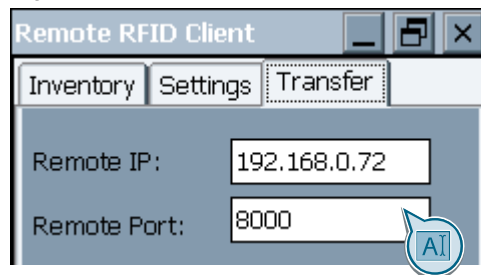 Remote RFID Client
Inventory Settings Transfer
Remote IP: 192.168.0.72
Remote Port: 8000
A